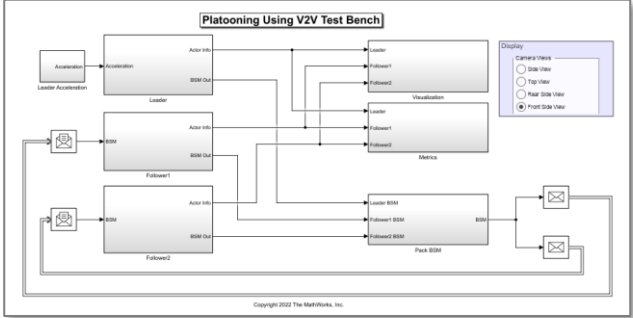 Platooning Using V2V Test Bench
Display
Camera Views
Side View
Top View
Rear Side View
Front Side View
Acceleration
Leader Acceleration
Acceleration
Actor Info
BSM Out
Leader
Leader
Follower1
Follower2
Visualization
Leader
Follower1
Follower2
Metrics
BSM
Actor Info
BSM Out
Follower1
BSM
Actor Info
BSM Out
Follower2
Leader BSM
Follower1 BSM
Follower2 BSM
BSM
Pack BSM
Copyright 2022 The MathWorks, Inc.